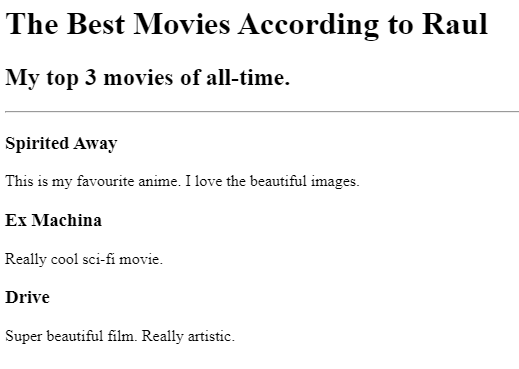 The Best Movies According to Raul
My top 3 movies of all-time.
Spirited Away
This is my favourite anime. I love the beautiful images.
Ex Machina
Really cool sci-fi movie.
Drive
Super beautiful film. Really artistic.